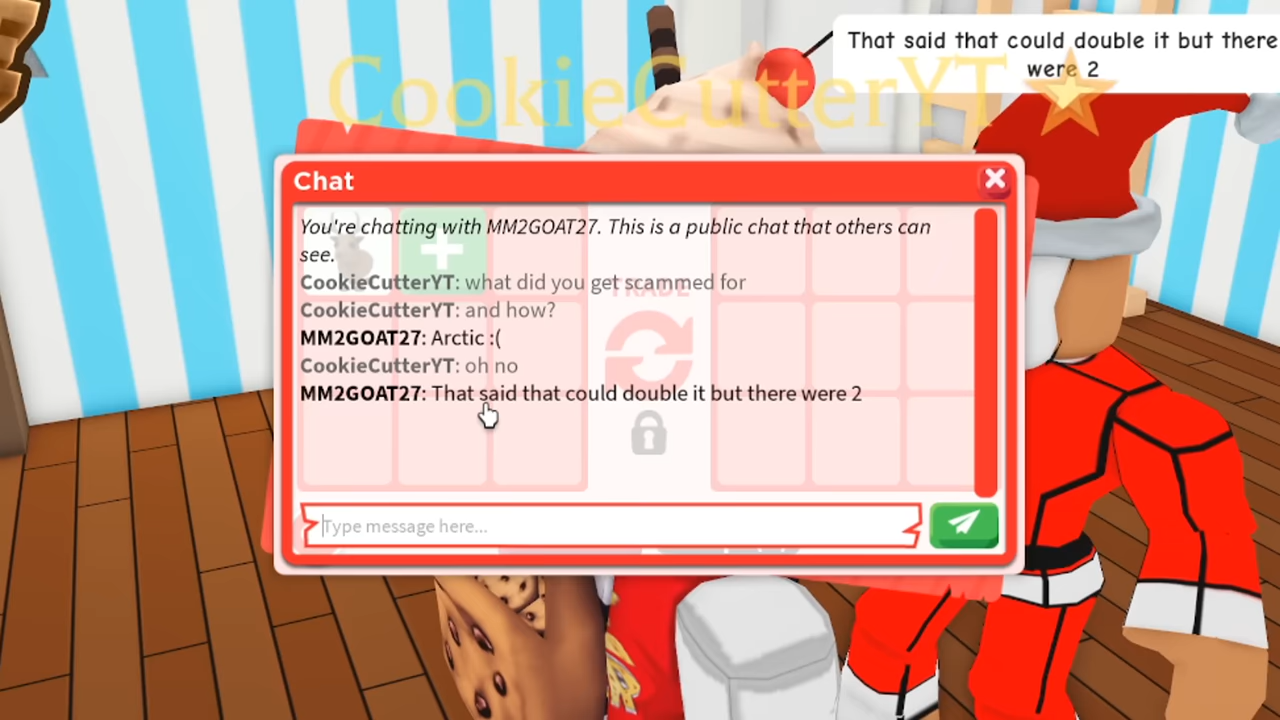 That said that could double it but there
were 2
CookieCutterYT
Chat
You're chatting with MM2GOAT27. This is a public chat that others can
see.
CookieCutterYT: what did you get scammed for
TRADE
CookieCutterYT: and how?
MM2GOAT27: Arctic :(
CookieCutterYT: oh no
MM2GOAT27: That said that could double it but there were 2
Type message here...